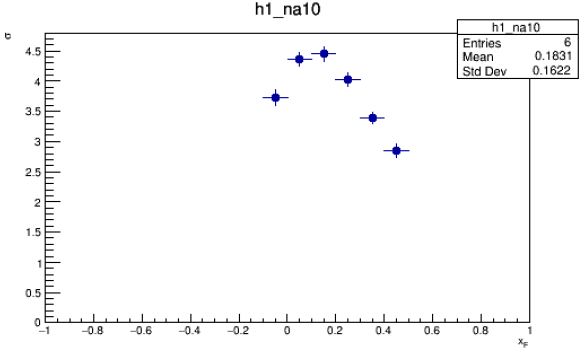 h1_na10
h1_na10
Entries 6
Mean 0.1831
Std Dev 0.1622
σ
4.5
4
3.5
3
2.5
2
1.5
1
0.5
0
−1 −0.8 −0.6 −0.4 −0.2 0 0.2 0.4 0.6 0.8 1
x_F